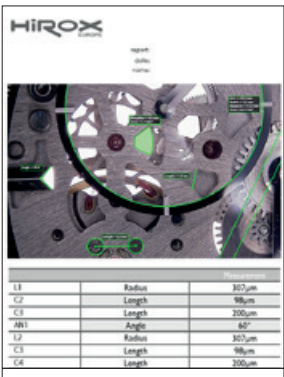 HIROX
EUROPE
report:
date:
name:
Measurement
L1 Radius 307µm
C2 Length 98µm
C3 Length 200µm
AN1 Angle 60°
L2 Radius 307µm
C3 Length 98µm
C4 Length 200µm